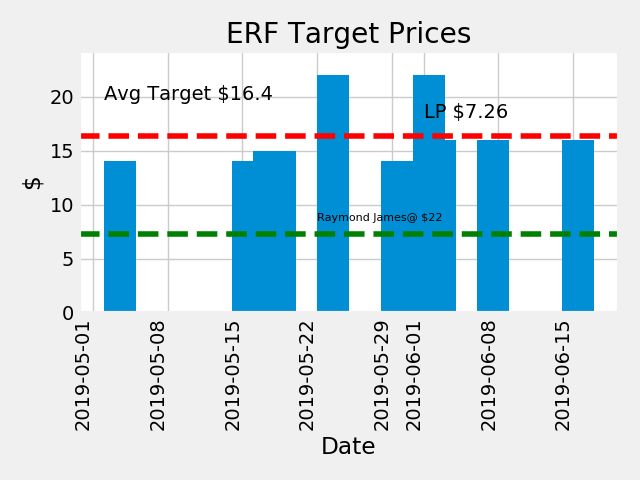 ERF Target Prices
Avg Target $16.4
LP $7.26
Raymond James@ $22
$
20
15
10
5
0
2019-05-01
2019-05-08
2019-05-15
2019-05-22
2019-05-29
2019-06-01
2019-06-08
2019-06-15
Date